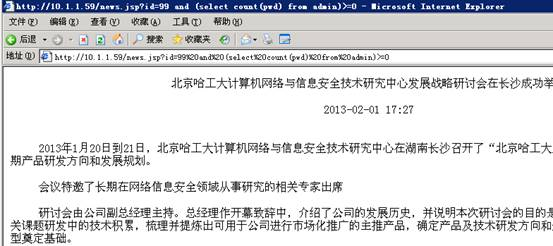 http://10.1.1.59/news.jsp?id=99 and (select count(pwd) from admin)>=0 - Microsoft Internet Explorer
文件(F) 编辑(E) 查看(V) 收藏(A) 工具(T) 帮助(H)
后退 搜索 收藏夹
地址(D) http://10.1.1.59/news.jsp?id=99%20and%20(select%20count(pwd)%20from%20admin)>=0
北京哈工大计算机网络与信息安全技术研究中心发展战略研讨会在长沙成功举
2013-02-01 17:27
2013年1月20日到21日，北京哈工大计算机网络与信息安全技术研究中心在湖南长沙召开了“北京哈工大
期产品研发方向和发展规划。
会议特邀了长期在网络信息安全领域从事研究的相关专家出席
研讨会由公司副总经理主持。总经理作开幕致辞中，介绍了公司的发展历史，并说明本次研讨会的目的是
关课题研发中的技术积累，梳理并提炼出可用于公司进行市场化推广的主推产品，确定产品及技术研发方向和
型奠定基础。